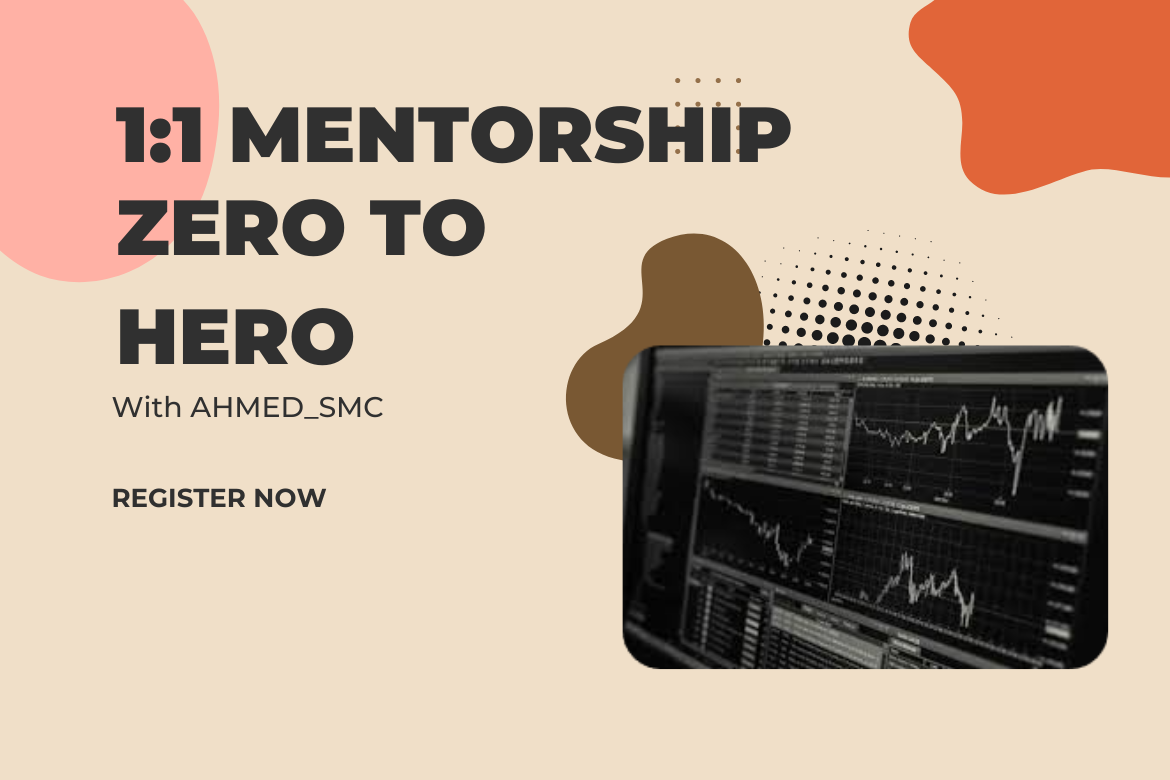 1:1 MENTORSHIP
ZERO TO
HERO
With AHMED_SMC
REGISTER NOW